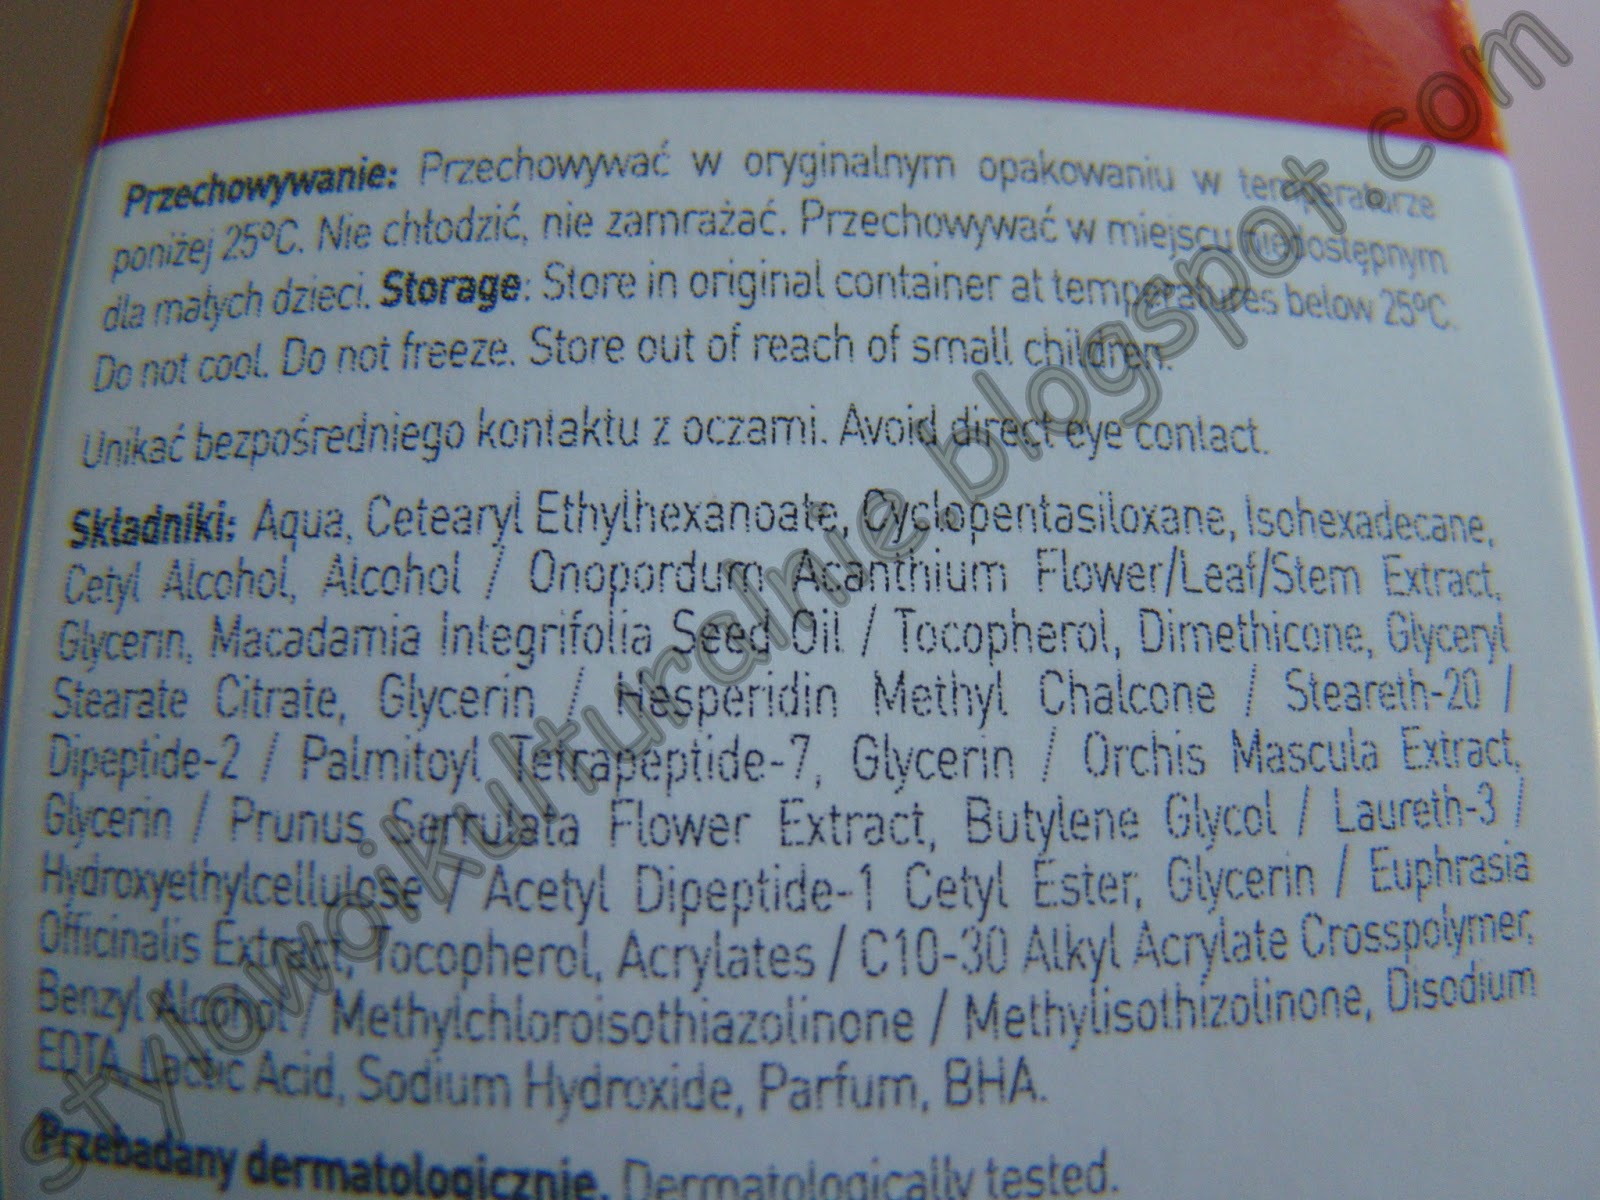 Przechowywanie: Przechowywać w oryginalnym opakowaniu w temperaturze
poniżej 25ºC. Nie chłodzić, nie zamrażać. Przechowywać w miejscu niedostępnym
dla małych dzieci. Storage: Store in original container at temperatures below 25ºC.
Do not cool. Do not freeze. Store out of reach of small children.
Unikać bezpośredniego kontaktu z oczami. Avoid direct eye contact.
Składniki: Aqua, Cetearyl Ethylhexanoate, Cyclopentasiloxane, Isohexadecane,
Cetyl Alcohol, Alcohol / Onopordum Acanthium Flower/Leaf/Stem Extract,
Glycerin, Macadamia Integrifolia Seed Oil / Tocopherol, Dimethicone, Glyceryl
Stearate Citrate, Glycerin / Hesperidin Methyl Chalcone / Steareth-20 /
Dipeptide-2 / Palmitoyl Tetrapeptide-7, Glycerin / Orchis Mascula Extract,
Glycerin / Prunus Serrulata Flower Extract, Butylene Glycol / Laureth-3 /
Hydroxyethylcellulose / Acetyl Dipeptide-1 Cetyl Ester, Glycerin / Euphrasia
Officinalis Extract, Tocopherol, Acrylates / C10-30 Alkyl Acrylate Crosspolymer,
Benzyl Alcohol / Methylchloroisothiazolinone / Methylisothizolinone, Disodium
EDTA, Lactic Acid, Sodium Hydroxide, Parfum, BHA.
Przebadany dermatologicznie. Dermatologically tested.
stylowoikulturalnie.blogspot.com